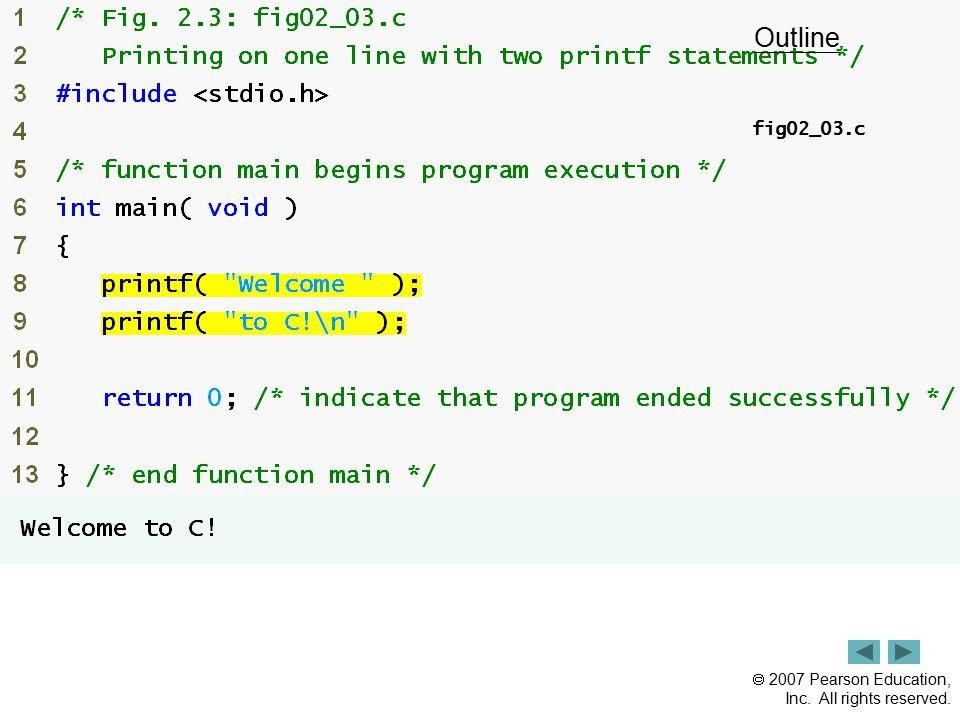 1 /* Fig. 2.3: fig02_03.c
2 Printing on one line with two printf statements */
3 #include <stdio.h>
4
5 /* function main begins program execution */
6 int main( void )
7 {
8 printf( "Welcome " );
9 printf( "to C!\n" );
10
11 return 0; /* indicate that program ended successfully */
12
13 } /* end function main */
Welcome to C!
Outline
fig02_03.c
© 2007 Pearson Education,
Inc. All rights reserved.